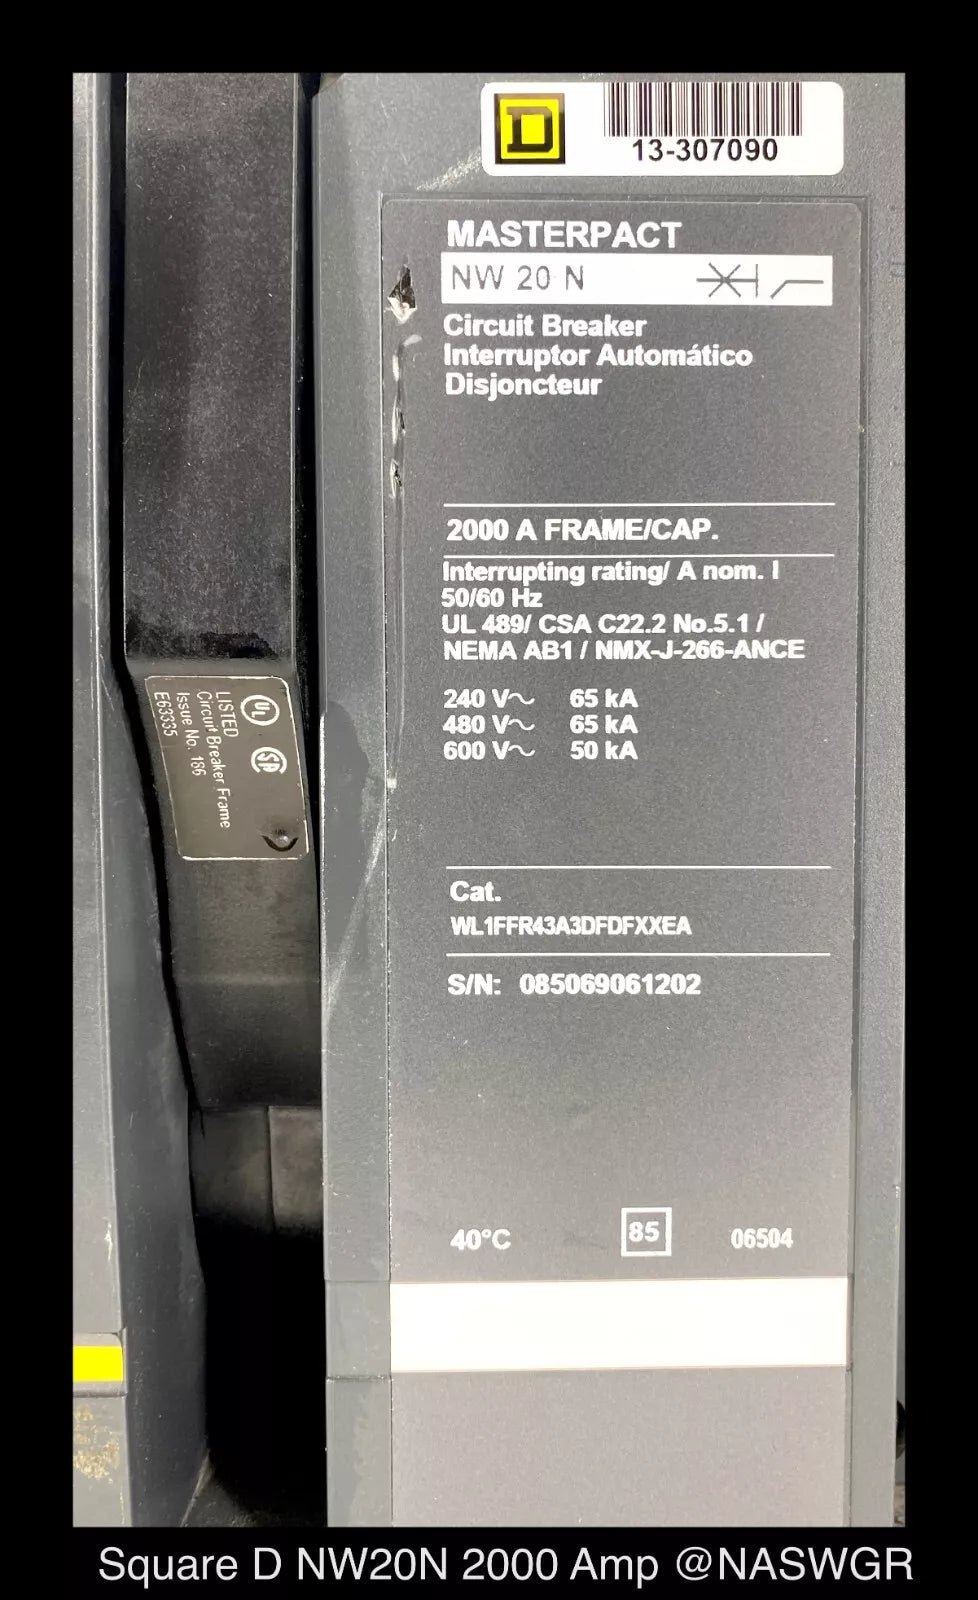 D
13-307090
MASTERPACT
NW 20 N
Circuit Breaker
Interruptor Automático
Disjoncteur
2000 A FRAME/CAP.
Interrupting rating/ A nom. I
50/60 Hz
UL 489/ CSA C22.2 No.5.1 /
NEMA AB1 / NMX-J-266-ANCE
240 V~ 65 kA
480 V~ 65 kA
600 V~ 50 kA
UL
SA
LISTED
Circuit Breaker Frame
Issue No. 186
E63335
Cat.
WL1FFR43A3DFDFXXEA
S/N: 085069061202
40°C 85 06504
Square D NW20N 2000 Amp @NASWGR